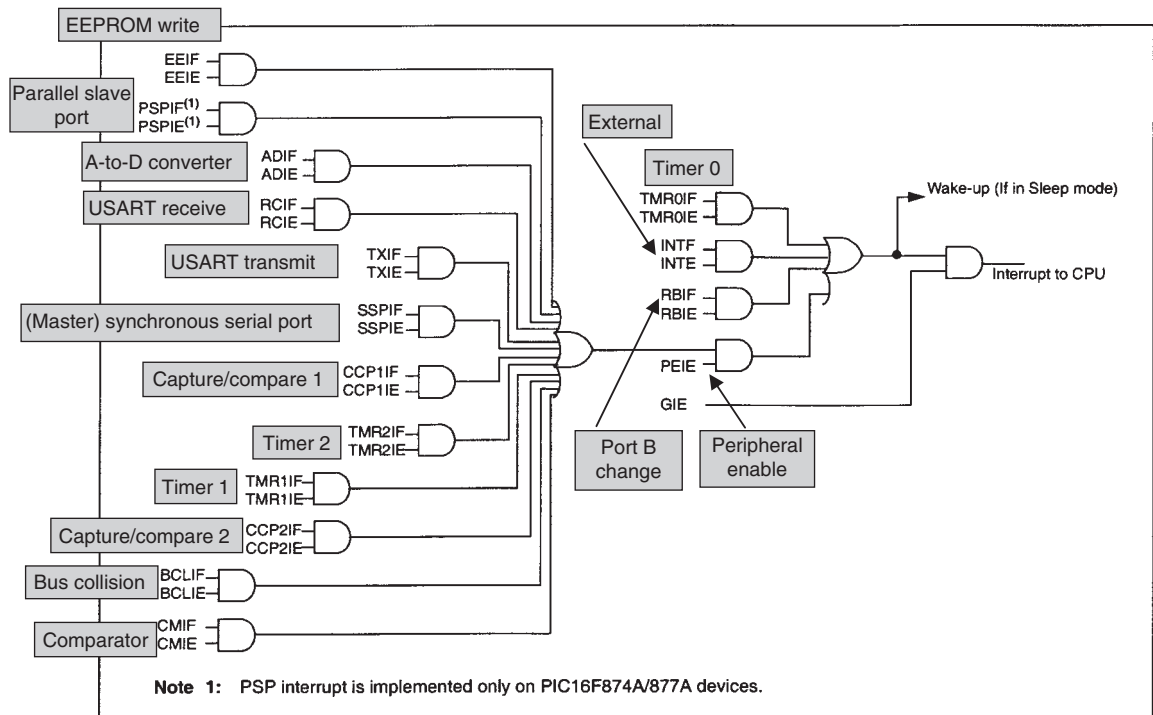 EEPROM write
EEIF
EEIE
Parallel slave
port
PSPIF(1)
PSPIE(1)
A-to-D converter
ADIF
ADIE
USART receive
RCIF
RCIE
USART transmit
TXIF
TXIE
(Master) synchronous serial port
SSPIF
SSPIE
Capture/compare 1
CCP1IF
CCP1IE
Timer 2
TMR2IF
TMR2IE
Timer 1
TMR1IF
TMR1IE
Capture/compare 2
CCP2IF
CCP2IE
Bus collision
BCLIF
BCLIE
Comparator
CMIF
CMIE
External
Timer 0
TMR0IF
TMR0IE
INTF
INTE
RBIF
RBIE
PEIE
GIE
Port B
change
Peripheral
enable
Wake-up (If in Sleep mode)
Interrupt to CPU
Note 1: PSP interrupt is implemented only on PIC16F874A/877A devices.